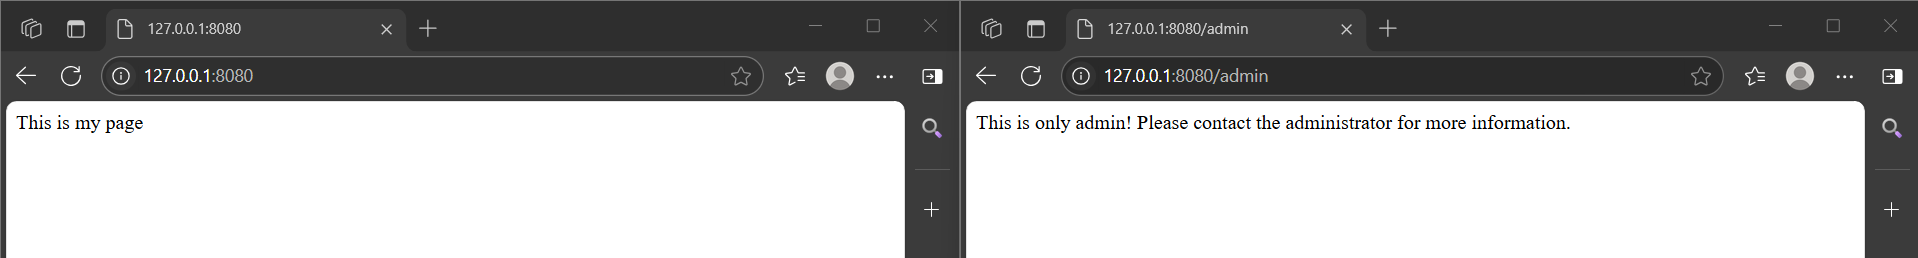 127.0.0.1:8080
127.0.0.1:8080
This is my page
127.0.0.1:8080/admin
127.0.0.1:8080/admin
This is only admin! Please contact the administrator for more information.